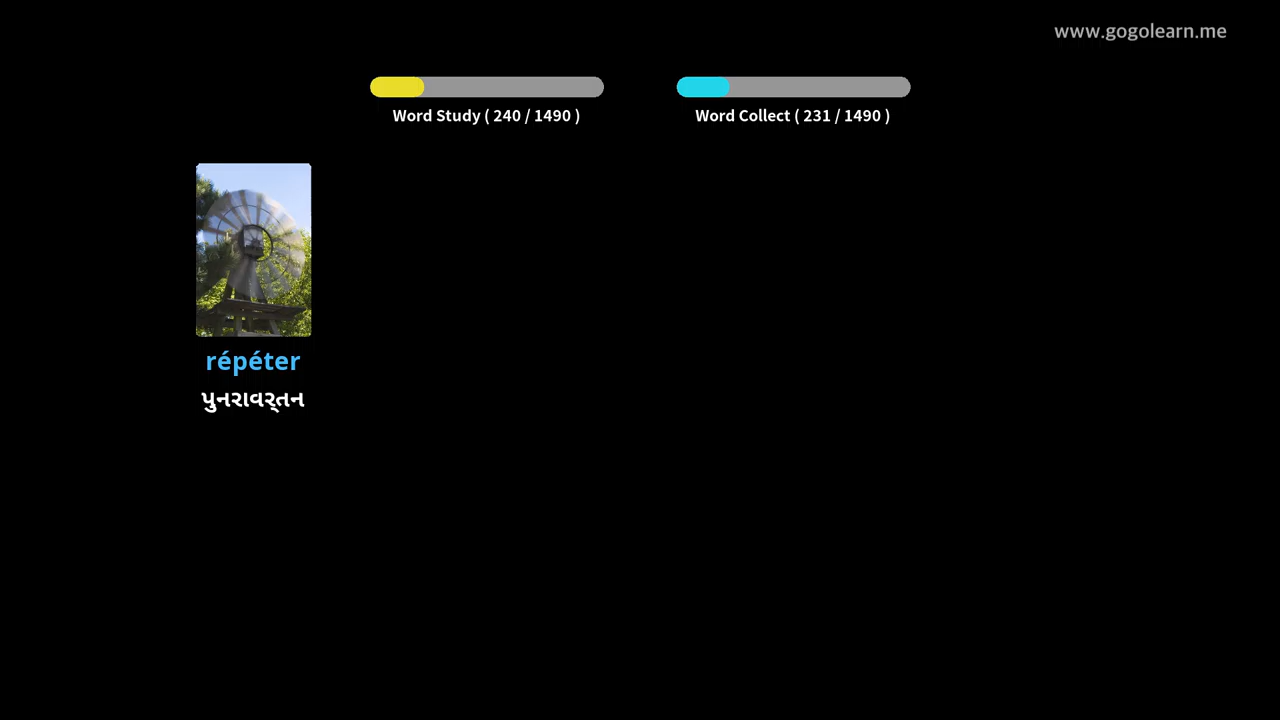 www.gogolearn.me
Word Study ( 240 / 1490 )
Word Collect ( 231 / 1490 )
répéter
પુનરાવર્તન